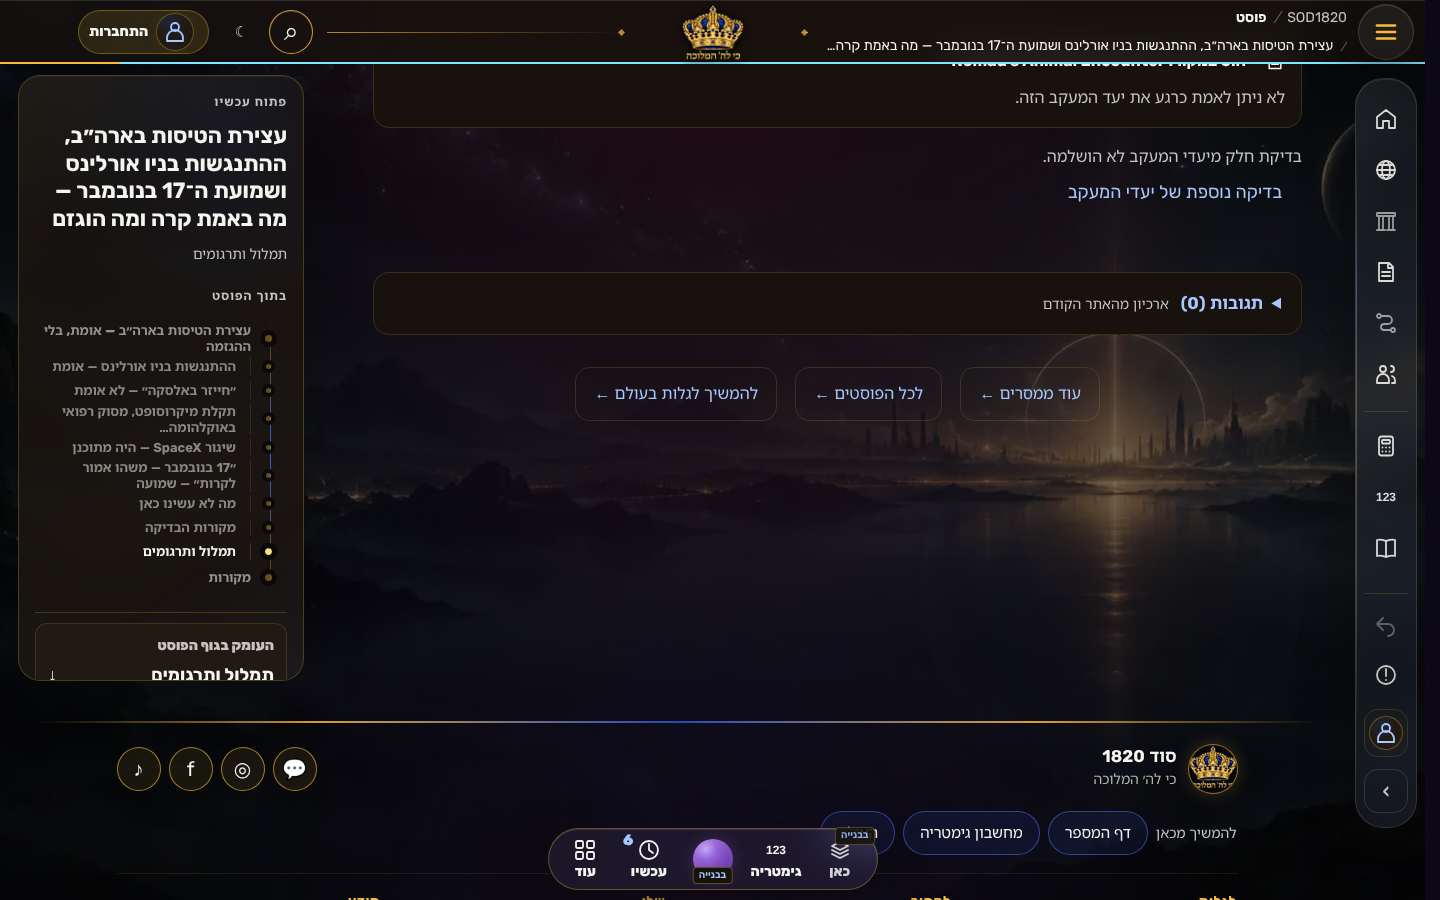 SOD1820 / פוסט
/ עצירת הטיסות בארה״ב, ההתנגשות בניו אורלינס ושמועת ה־17 בנובמבר — מה באמת קרה...
כי לה׳ המלוכה
התחברות
לא ניתן לאמת כרגע את יעד המעקב הזה.
בדיקת חלק מיעדי המעקב לא הושלמה.
בדיקה נוספת של יעדי המעקב
תגובות (0) ארכיון מהאתר הקודם
עוד ממסרים ←
לכל הפוסטים ←
להמשיך לגלות בעולם ←
פתוח עכשיו
עצירת הטיסות בארה״ב,
ההתנגשות בניו אורלינס
ושמועת ה־17 בנובמבר —
מה באמת קרה ומה הוגזם
תמלול ותרגומים
בתוך הפוסט
עצירת הטיסות בארה״ב — אומת, בלי
ההגזמה
ההתנגשות בניו אורלינס — אומת
״חייזר באלסקה״ — לא אומת
תקלת מיקרוסופט, מסוק רפואי
באוקלהומה...
שיגור SpaceX — היה מתוכנן
״17 בנובמבר — משהו אמור
לקרות״ — שמועה
מה לא עשינו כאן
מקורות הבדיקה
תמלול ותרגומים
מקורות
העומק בגוף הפוסט
תמלול ותרגומים ↓
123
סוד 1820
כי לה׳ המלוכה
להמשיך מכאן
דף המספר
מחשבון גימטריה
בבנייה
כאן
123
גימטריה
בבנייה
6
עכשיו
עוד